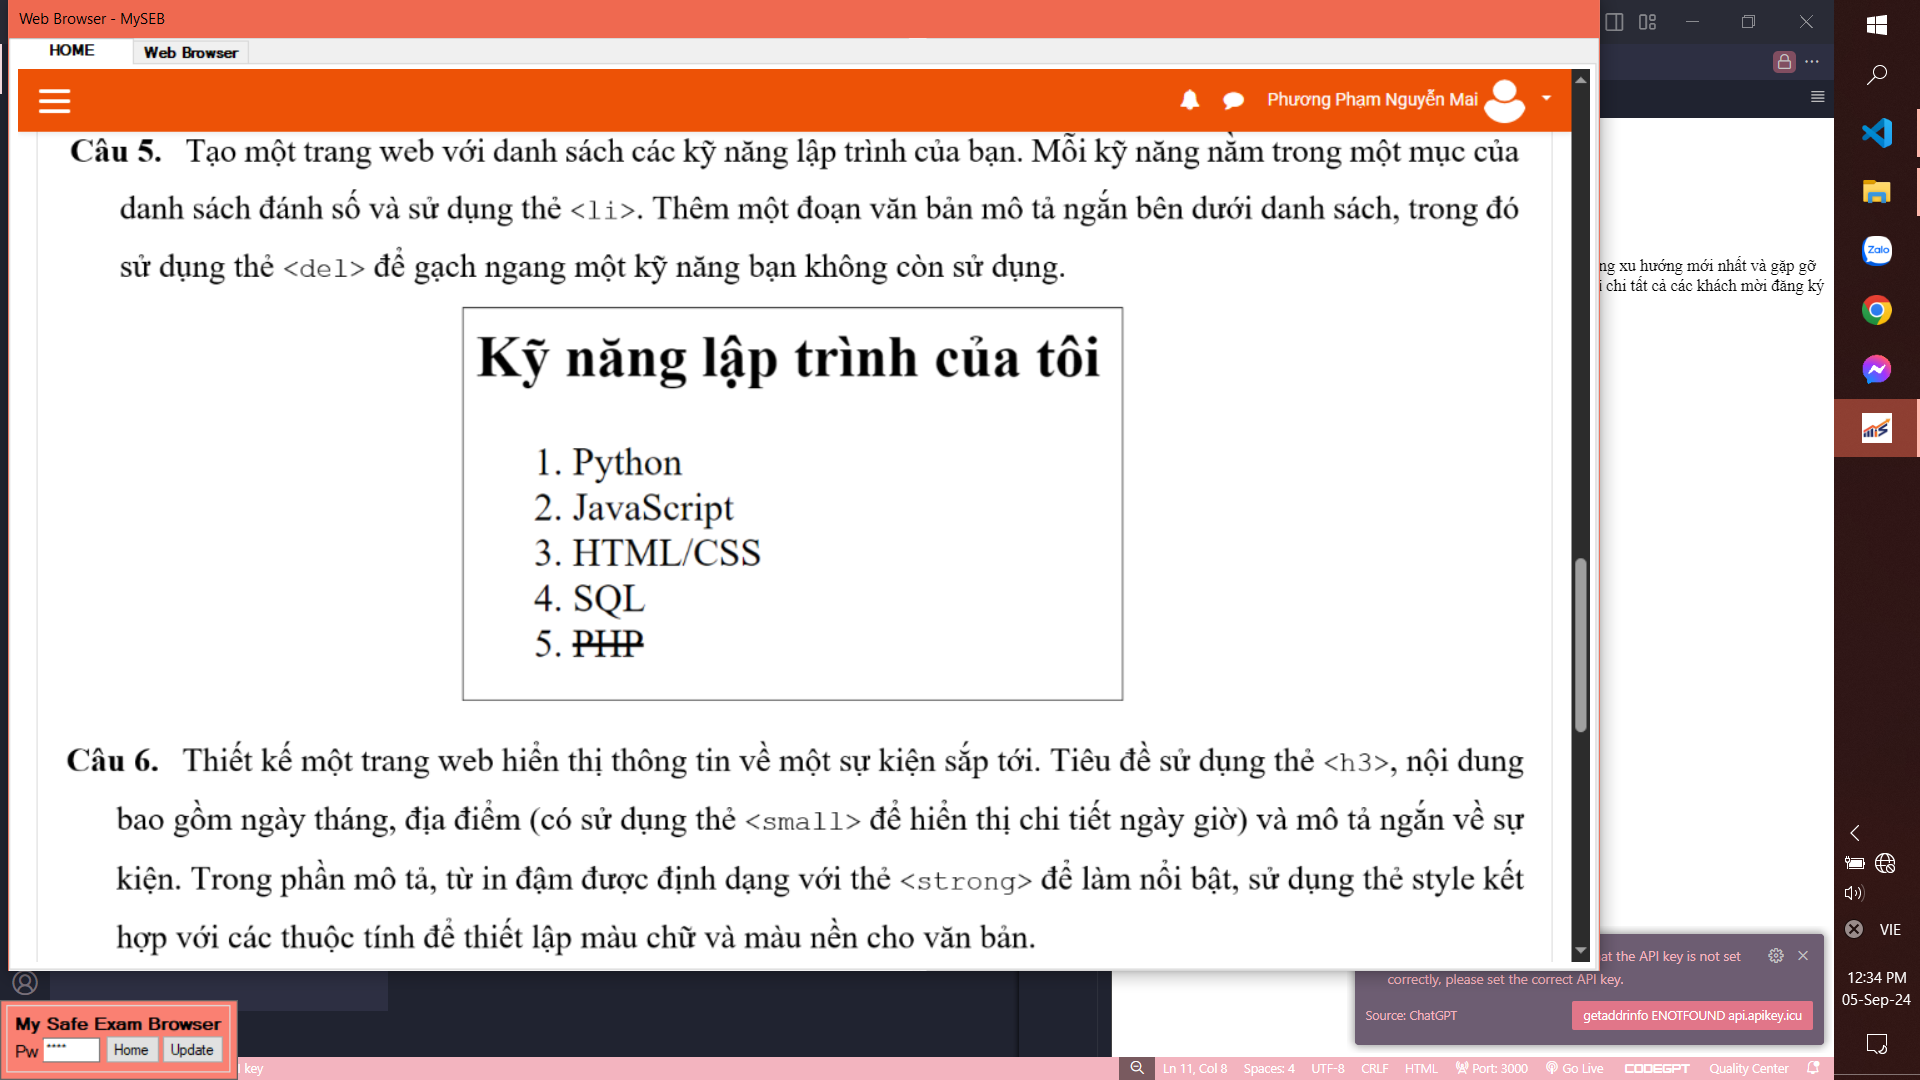 Web Browser - MySEB
HOME
Web Browser
Phương Phạm Nguyễn Mai
Câu 5. Tạo một trang web với danh sách các kỹ năng lập trình của bạn. Mỗi kỹ năng nằm trong một mục của
danh sách đánh số và sử dụng thẻ <li>. Thêm một đoạn văn bản mô tả ngắn bên dưới danh sách, trong đó
sử dụng thẻ <del> để gạch ngang một kỹ năng bạn không còn sử dụng.
Kỹ năng lập trình của tôi
1. Python
2. JavaScript
3. HTML/CSS
4. SQL
5. PHP
Câu 6. Thiết kế một trang web hiển thị thông tin về một sự kiện sắp tới. Tiêu đề sử dụng thẻ <h3>, nội dung
bao gồm ngày tháng, địa điểm (có sử dụng thẻ <small> để hiển thị chi tiết ngày giờ) và mô tả ngắn về sự
kiện. Trong phần mô tả, từ in đậm được định dạng với thẻ <strong> để làm nổi bật, sử dụng thẻ style kết
hợp với các thuộc tính để thiết lập màu chữ và màu nền cho văn bản.
ng xu hướng mới nhất và gặp gỡ
i chi tất cả các khách mời đăng ký
Zalo
VIE
12:34 PM
05-Sep-24
at the API key is not set
correctly, please set the correct API key.
Source: ChatGPT
getaddrinfo ENOTFOUND api.apikey.icu
My Safe Exam Browser
Pw
****
Home
Update
key
Ln 11, Col 8
Spaces: 4
UTF-8
CRLF
HTML
Port: 3000
Go Live
CODEGPT
Quality Center